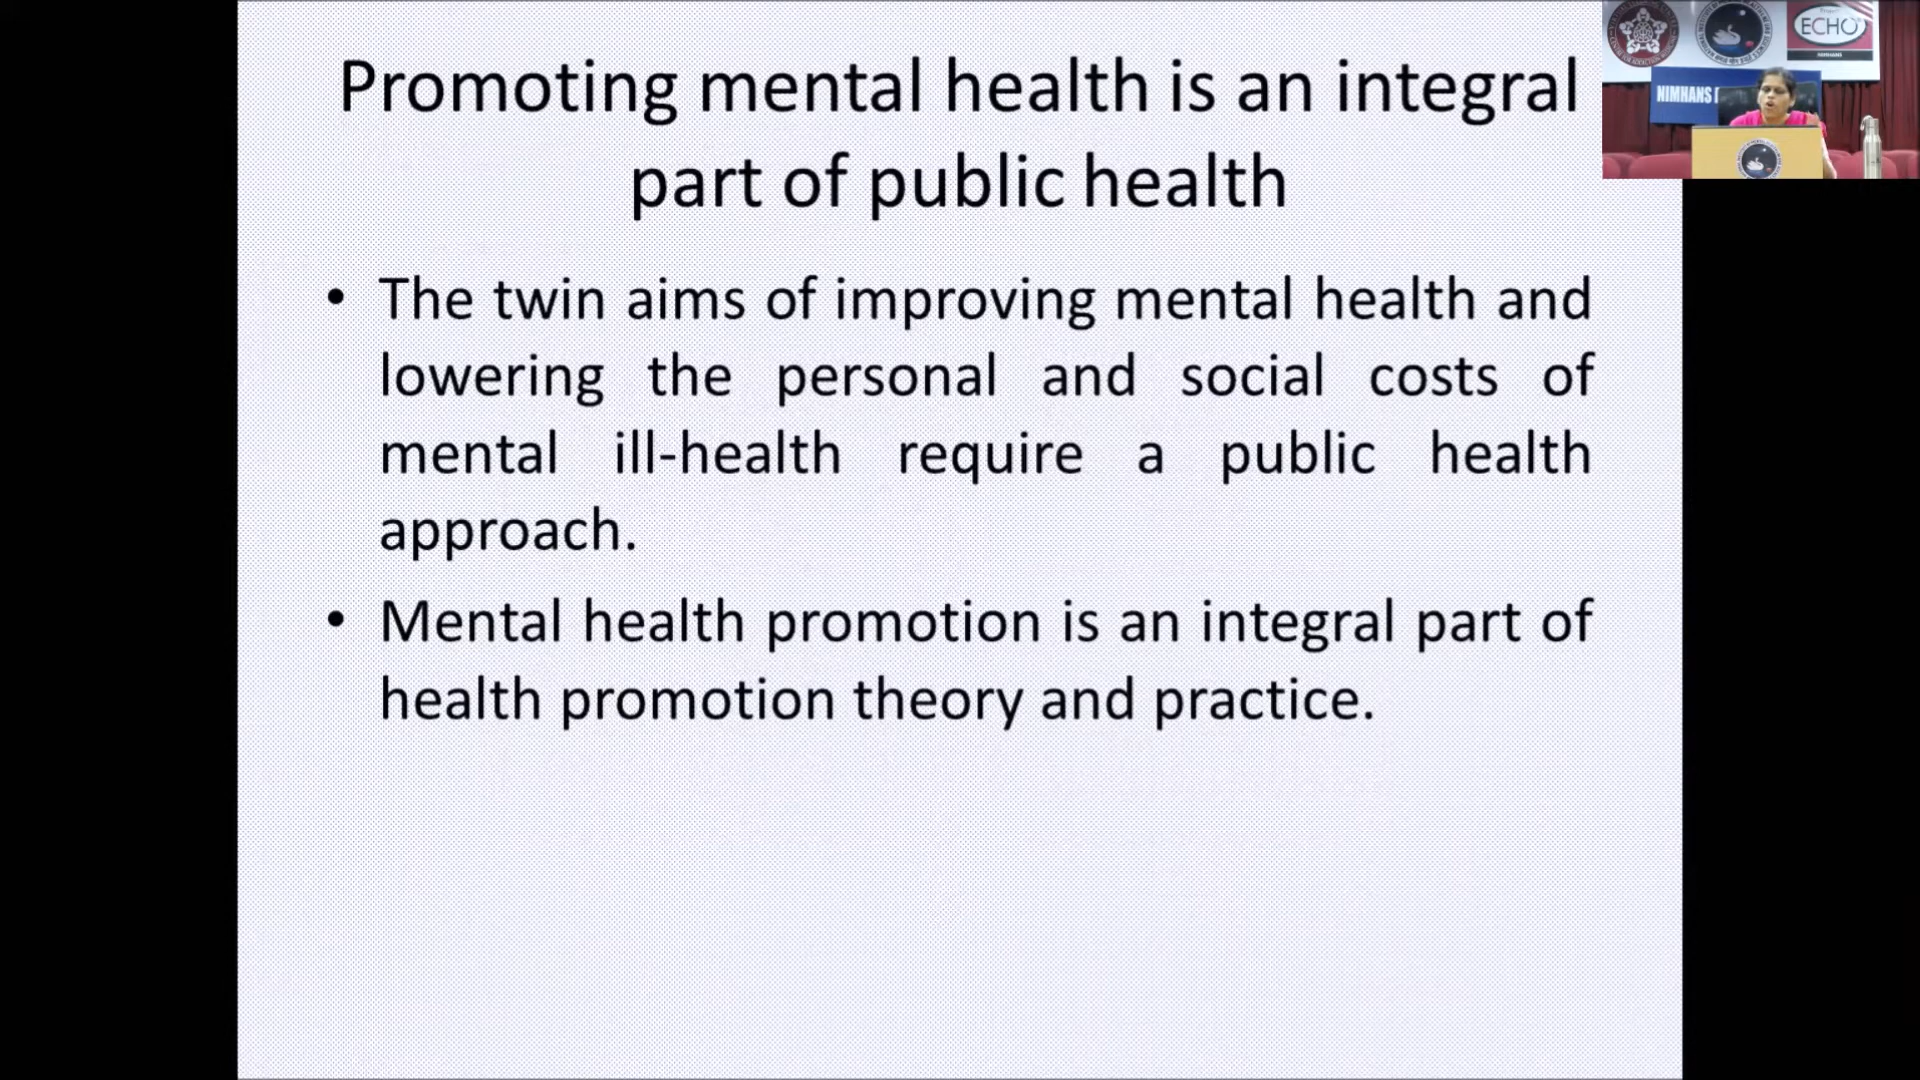 Promoting mental health is an integral
part of public health
• The twin aims of improving mental health and
lowering the personal and social costs of
mental ill-health require a public health
approach.
• Mental health promotion is an integral part of
health promotion theory and practice.
ECHO
NIMHANS